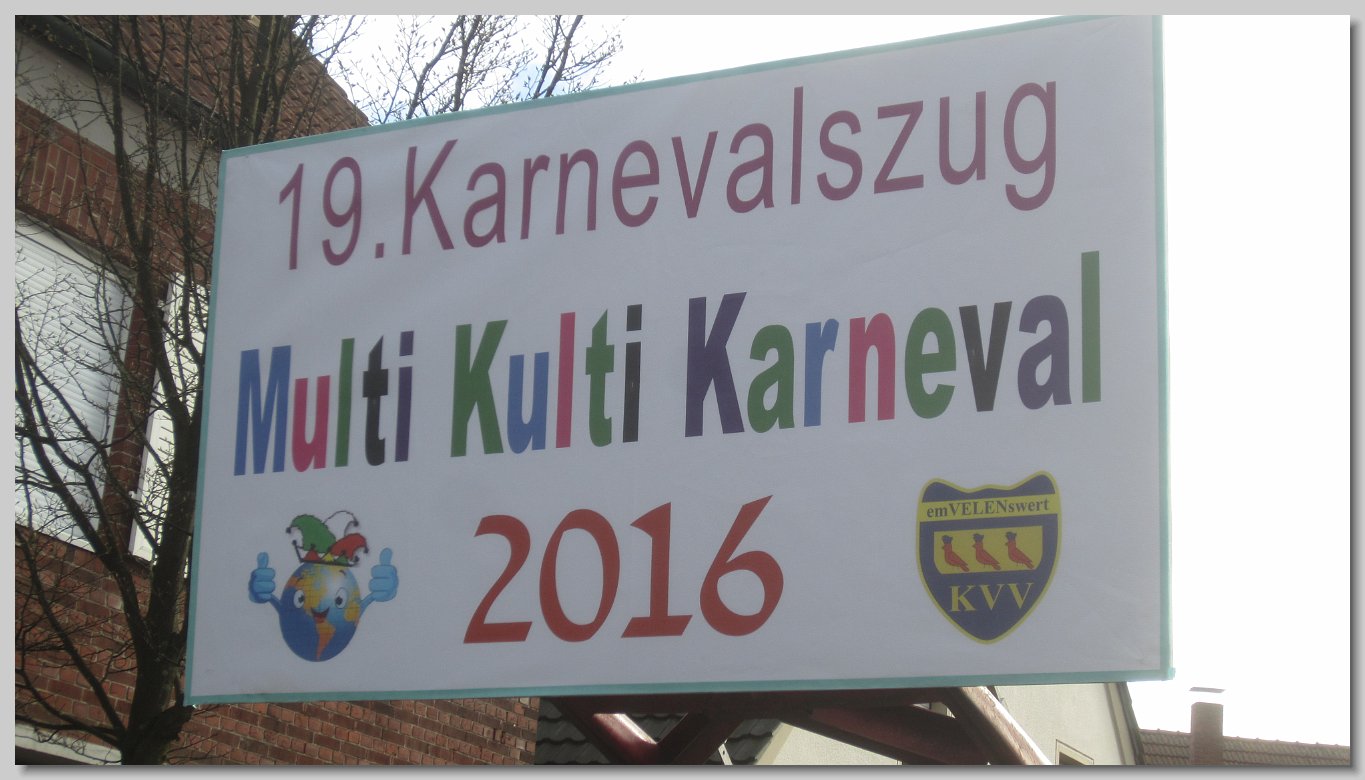 19.Karnevalszug
Multi Kulti Karneval
2016
emVELENswert
KVV